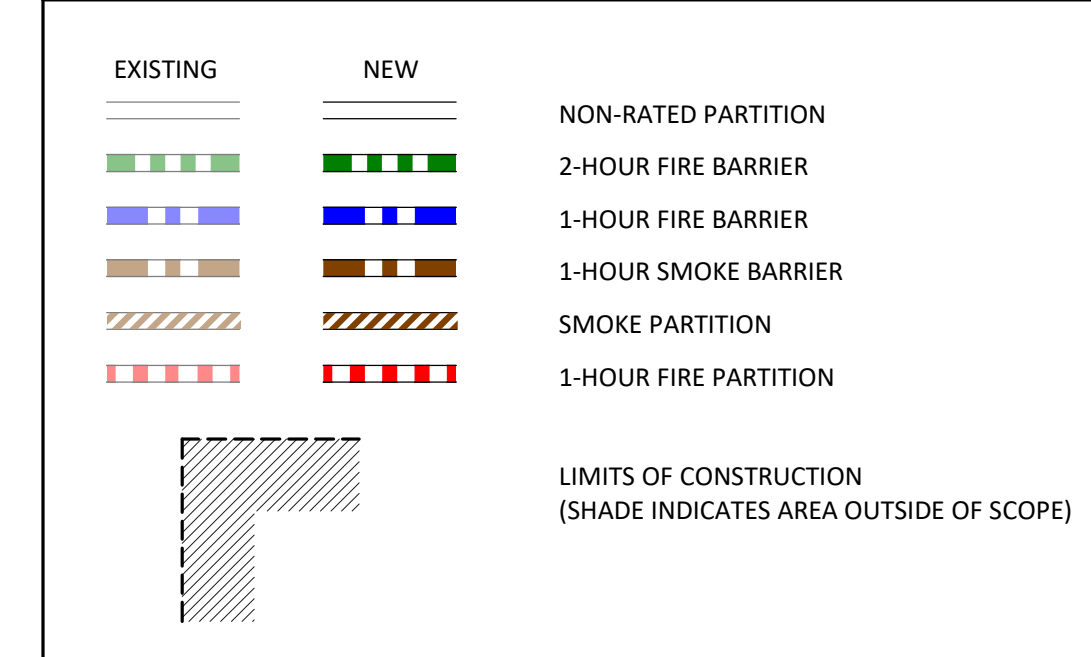 EXISTING NEW
NON-RATED PARTITION
2-HOUR FIRE BARRIER
1-HOUR FIRE BARRIER
1-HOUR SMOKE BARRIER
SMOKE PARTITION
1-HOUR FIRE PARTITION
LIMITS OF CONSTRUCTION
(SHADE INDICATES AREA OUTSIDE OF SCOPE)